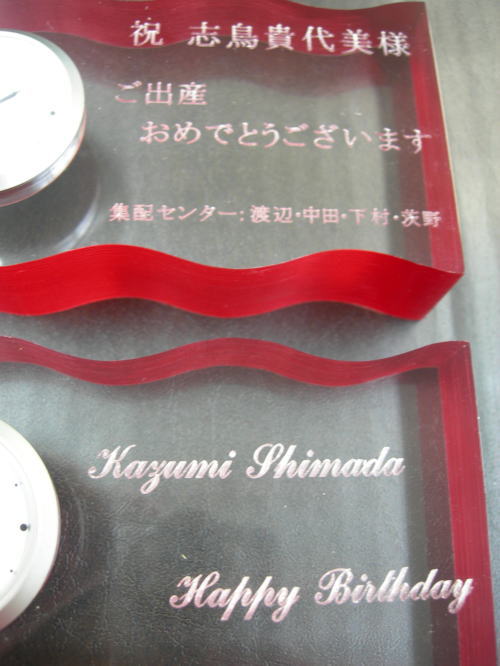 祝 志鳥貴代美様
ご出産
おめでとうございます
集配センター:渡辺・中田・下村・茨野
Kazumi Shimada
Happy Birthday